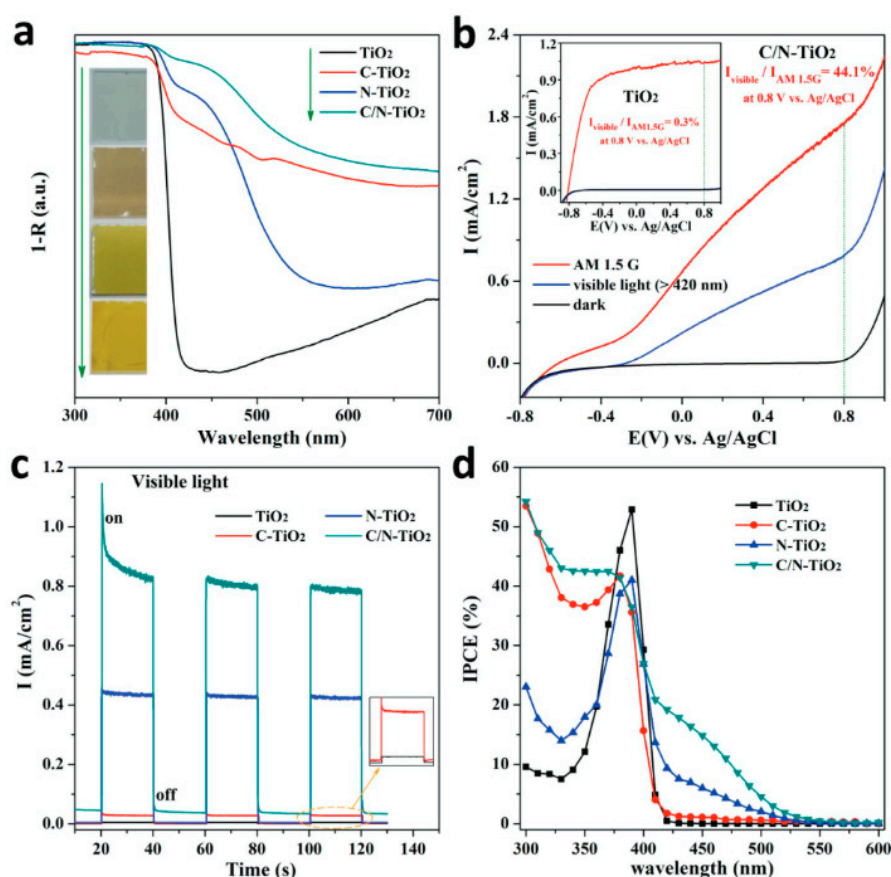 a
TiO2
C-TiO2
N-TiO2
C/N-TiO2
1-R (a.u.)
300 400 500 600 700
Wavelength (nm)
b
C/N-TiO2
Ivisible / IAM 1.5G= 44.1%
at 0.8 V vs. Ag/AgCl
TiO2
Ivisible / IAM1.5G= 0.3%
at 0.8 V vs. Ag/AgCl
1.2
0.9
0.6
0.3
0.0
I (mA/cm2)
-0.8 -0.4 0.0 0.4 0.8
E(V) vs. Ag/AgCl
AM 1.5 G
visible light (> 420 nm)
dark
2.4
1.8
1.2
0.6
0.0
I (mA/cm2)
-0.8 -0.4 0.0 0.4 0.8
E(V) vs. Ag/AgCl
c
Visible light
TiO2 N-TiO2
C-TiO2 C/N-TiO2
on
off
1.2
1.0
0.8
0.6
0.4
0.2
0.0
I (mA/cm2)
20 40 60 80 100 120 140
Time (s)
d
TiO2
C-TiO2
N-TiO2
C/N-TiO2
60
50
40
30
20
10
0
IPCE (%)
300 350 400 450 500 550 600
wavelength (nm)